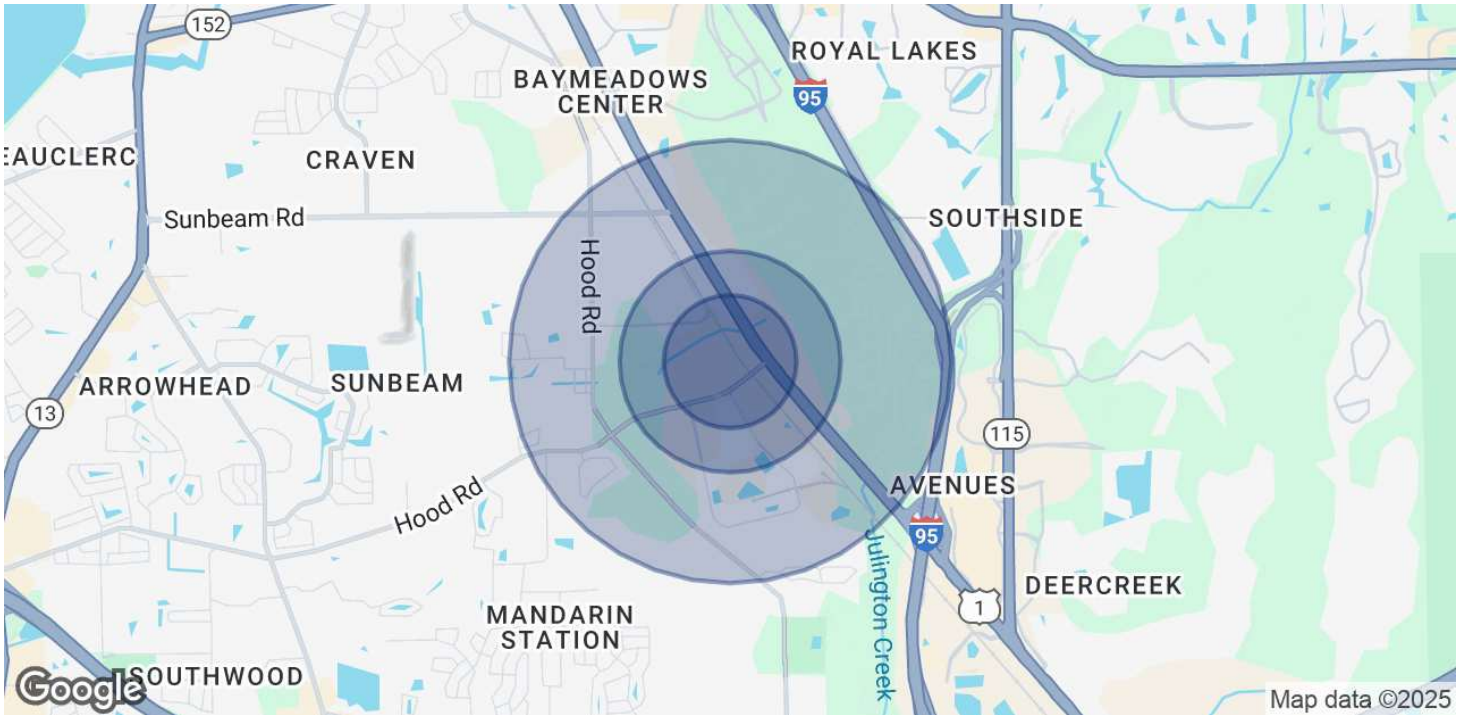 152
ROYAL LAKES
BAYMEADOWS
CENTER
95
EAUCLERC
CRAVEN
Sunbeam Rd
SOUTHSIDE
Hood Rd
ARROWHEAD
SUNBEAM
13
115
AVENUES
Hood Rd
95
Julington Creek
DEERCREEK
1
MANDARIN
STATION
SOUTHWOOD
Google
Map data ©2025